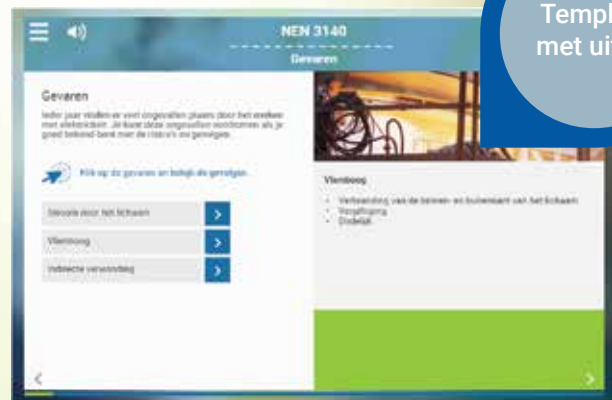 Templ
met uit
NEN 3140
Gevaren
Gevaren
Ieder jaar vinden er veel ongevallen plaats door het werken
met elektriciteit. Je kunt deze ongevallen voorkomen als je
goed bekend bent met de risico's en gevolgen.
Klik op de gevaren en bekijk de gevolgen.
Stroom door het lichaam
Vlamboog
Indirecte verwonding
Vlamboog
Verbranding van de binnen- en buitenkant van het lichaam
Vergiftiging
Dodelijk